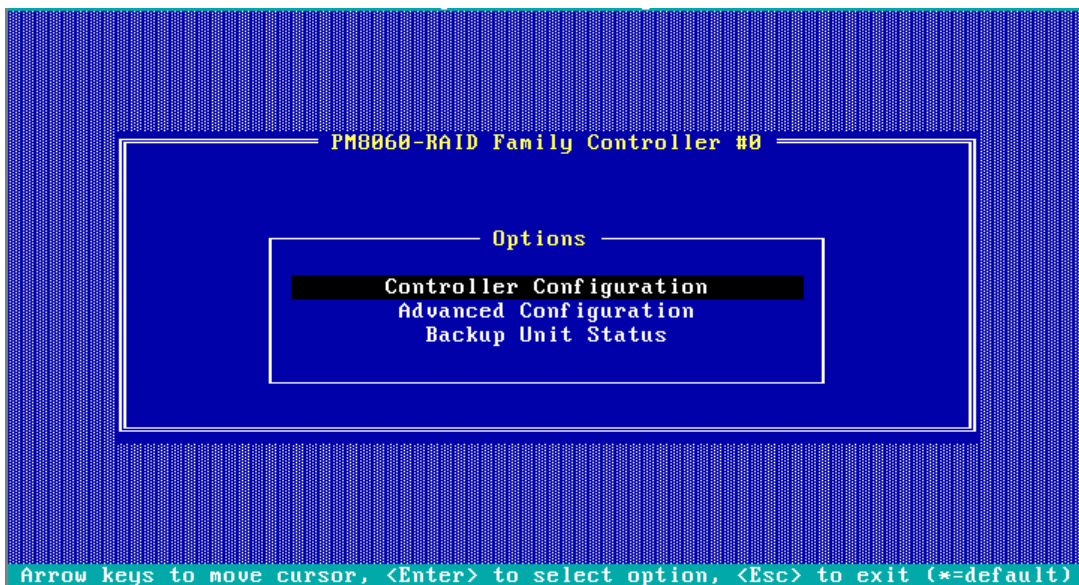 PM8060-RAID Family Controller #0
Options
Controller Configuration
Advanced Configuration
Backup Unit Status
Arrow keys to move cursor, <Enter> to select option, <Esc> to exit (*=default)